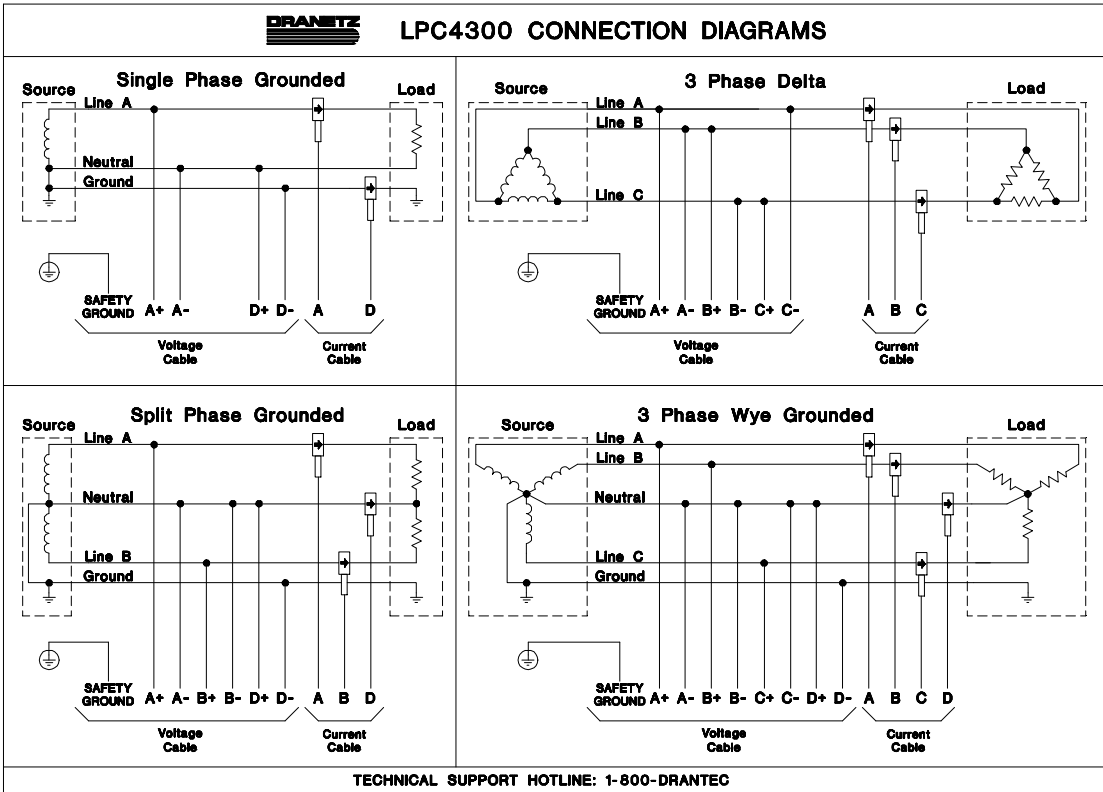 DRANETZ
LPC4300 CONNECTION DIAGRAMS
Single Phase Grounded
Source
Load
Line A
Neutral
Ground
SAFETY
GROUND
A+ A- D+ D- A D
Voltage
Cable
Current
Cable
3 Phase Delta
Source
Load
Line A
Line B
Line C
SAFETY
GROUND
A+ A- B+ B- C+ C- A B C
Voltage
Cable
Current
Cable
Split Phase Grounded
Source
Load
Line A
Neutral
Line B
Ground
SAFETY
GROUND
A+ A- B+ B- D+ D- A B D
Voltage
Cable
Current
Cable
3 Phase Wye Grounded
Source
Load
Line A
Line B
Neutral
Line C
Ground
SAFETY
GROUND
A+ A- B+ B- C+ C- D+ D- A B C D
Voltage
Cable
Current
Cable
TECHNICAL SUPPORT HOTLINE: 1-800-DRANTEC